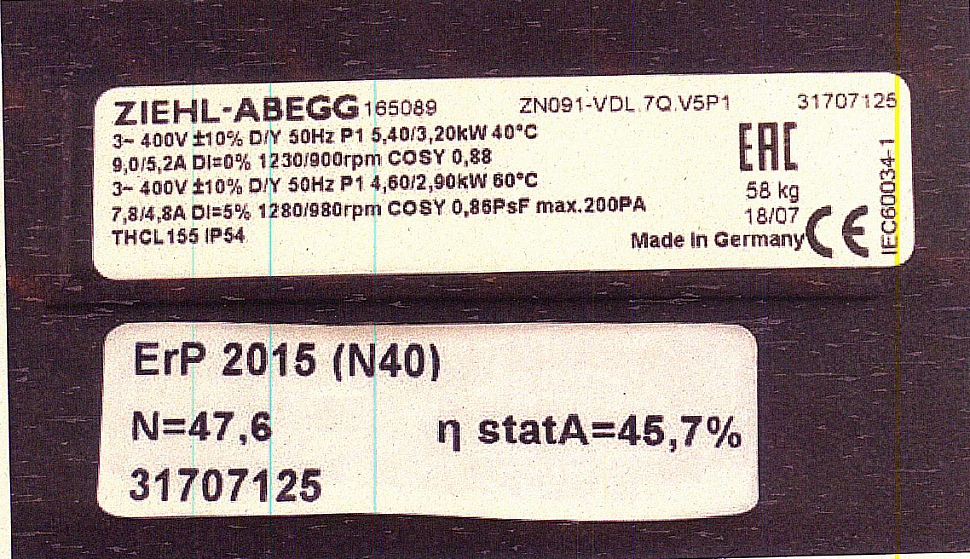 ZIEHL-ABEGG 165089 ZN091-VDL.7Q.V5P1 31707125
3~ 400V ±10% D/Y 50Hz P1 5,40/3,20kW 40°C
9,0/5,2A DI=0% 1230/900rpm COSY 0,88
3~ 400V ±10% D/Y 50Hz P1 4,60/2,90kW 60°C
7,8/4,8A DI=5% 1280/980rpm COSY 0,86PsF max.200PA
THCL155 IP54
EAC
58 kg
18/07
Made in Germany CE
IEC60034-1
ErP 2015 (N40)
N=47,6 η statA=45,7%
31707125